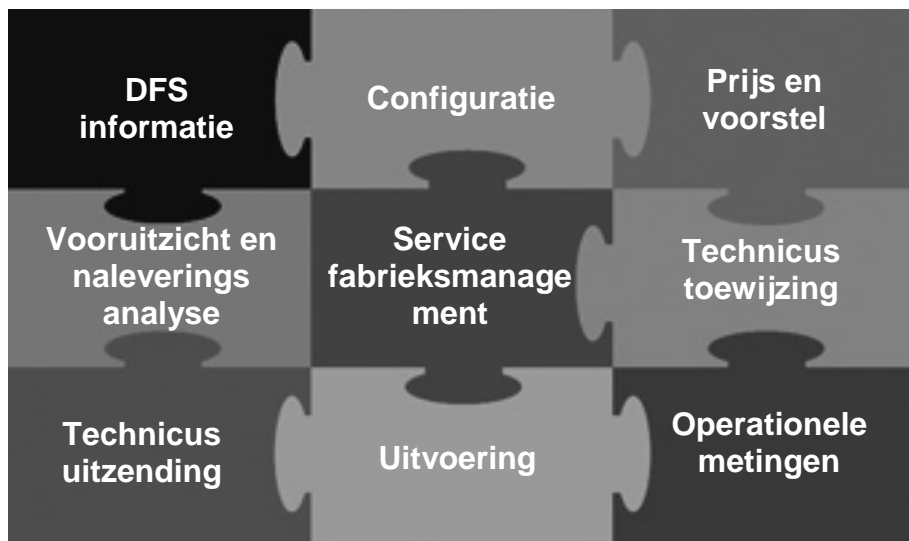 DFS
informatie
Configuratie
Prijs en
voorstel
Vooruitzicht en
naleverings
analyse
Service
fabrieksmanage
ment
Technicus
toewijzing
Technicus
uitzending
Uitvoering
Operationele
metingen